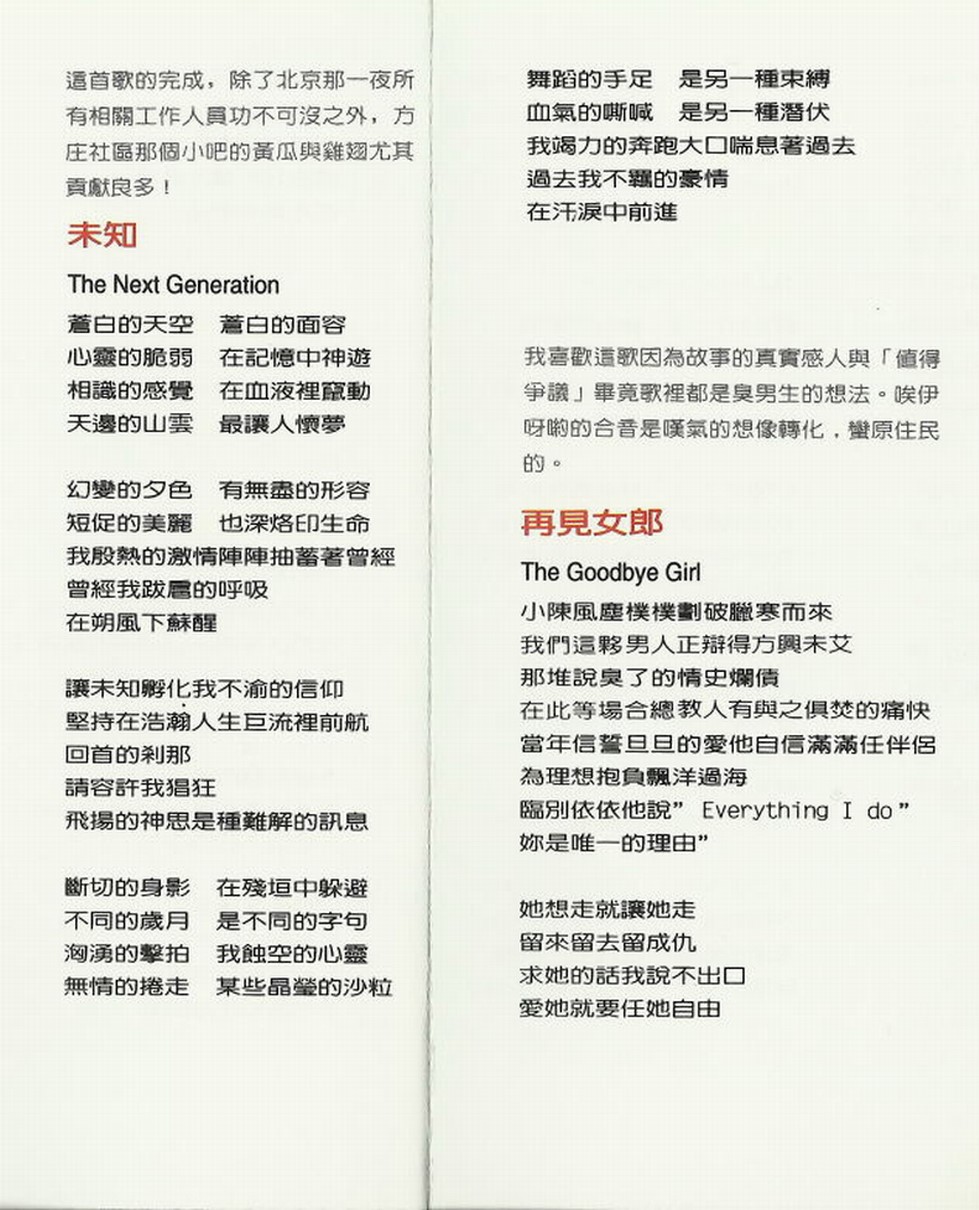 這首歌的完成，除了北京那一夜所
有相關工作人員功不可沒之外，方
庄社區那個小吧的黃瓜與雞翅尤其
貢獻良多！
未知
The Next Generation
蒼白的天空　蒼白的面容
心靈的脆弱　在記憶中神遊
相識的感覺　在血液裡竄動
天邊的山雲　最讓人懷夢
幻變的夕色　有無盡的形容
短促的美麗　也深烙印生命
我殷熱的激情陣陣抽蓄著曾經
曾經我跋扈的呼吸
在朔風下蘇醒
讓未知孵化我不渝的信仰
堅持在浩瀚人生巨流裡前航
回首的剎那
請容許我猖狂
飛揚的神思是種難解的訊息
斷切的身影　在殘垣中躲避
不同的歲月　是不同的字句
洶湧的擊拍　我蝕空的心靈
無情的捲走　某些晶瑩的沙粒
舞蹈的手足　是另一種束縛
血氣的嘶喊　是另一種潛伏
我竭力的奔跑大口喘息著過去
過去我不羈的豪情
在汗淚中前進
我喜歡這歌因為故事的真實感人與「值得
爭議」畢竟歌裡都是臭男生的想法。唉伊
呀喲的合音是嘆氣的想像轉化，蠻原住民
的。
再見女郎
The Goodbye Girl
小陳風塵樸樸劃破臘寒而來
我們這夥男人正辯得方興未艾
那堆說臭了的情史爛債
在此等場合總教人有與之俱焚的痛快
當年信誓旦旦的愛他自信滿滿任伴侶
為理想抱負飄洋過海
臨別依依他說” Everything I do”
妳是唯一的理由”
她想走就讓她走
留來留去留成仇
求她的話我說不出口
愛她就要任她自由